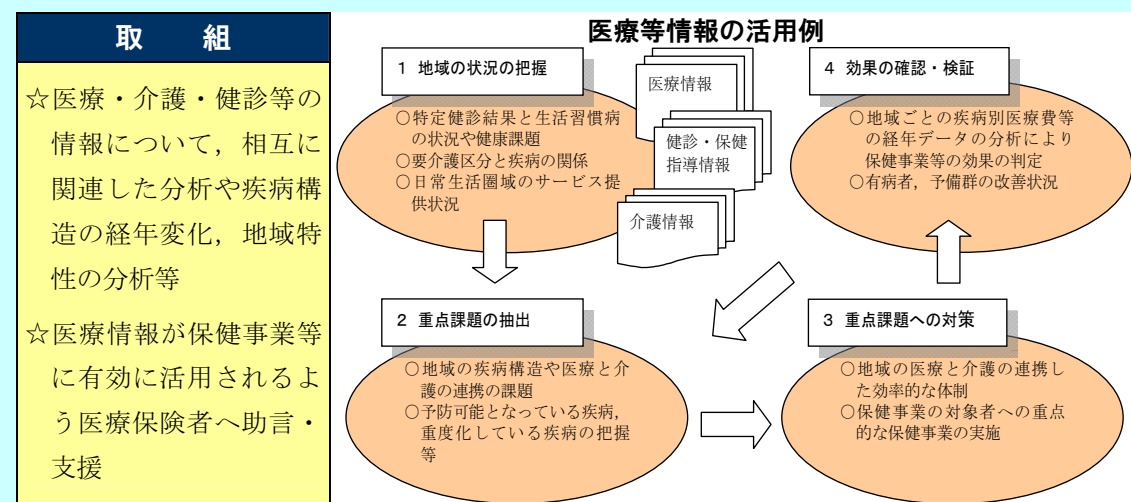 取　組
☆医療・介護・健診等の
情報について，相互に
関連した分析や疾病構
造の経年変化，地域特
性の分析等
☆医療情報が保健事業等
に有効に活用されるよ
う医療保険者へ助言・
支援
医療等情報の活用例
1 地域の状況の把握
○特定健診結果と生活習慣病
の状況や健康課題
○要介護区分と疾病の関係
○日常生活圏域のサービス提
供状況
医療情報
健診・保健
指導情報
介護情報
2 重点課題の抽出
○地域の疾病構造や医療と介
護の連携の課題
○予防可能となっている疾病，
重度化している疾病の把握
等
3 重点課題への対策
○地域の医療と介護の連携し
た効率的な体制
○保健事業の対象者への重点
的な保健事業の実施
4 効果の確認・検証
○地域ごとの疾病別医療費等
の経年データの分析により
保健事業等の効果の判定
○有病者，予備群の改善状況